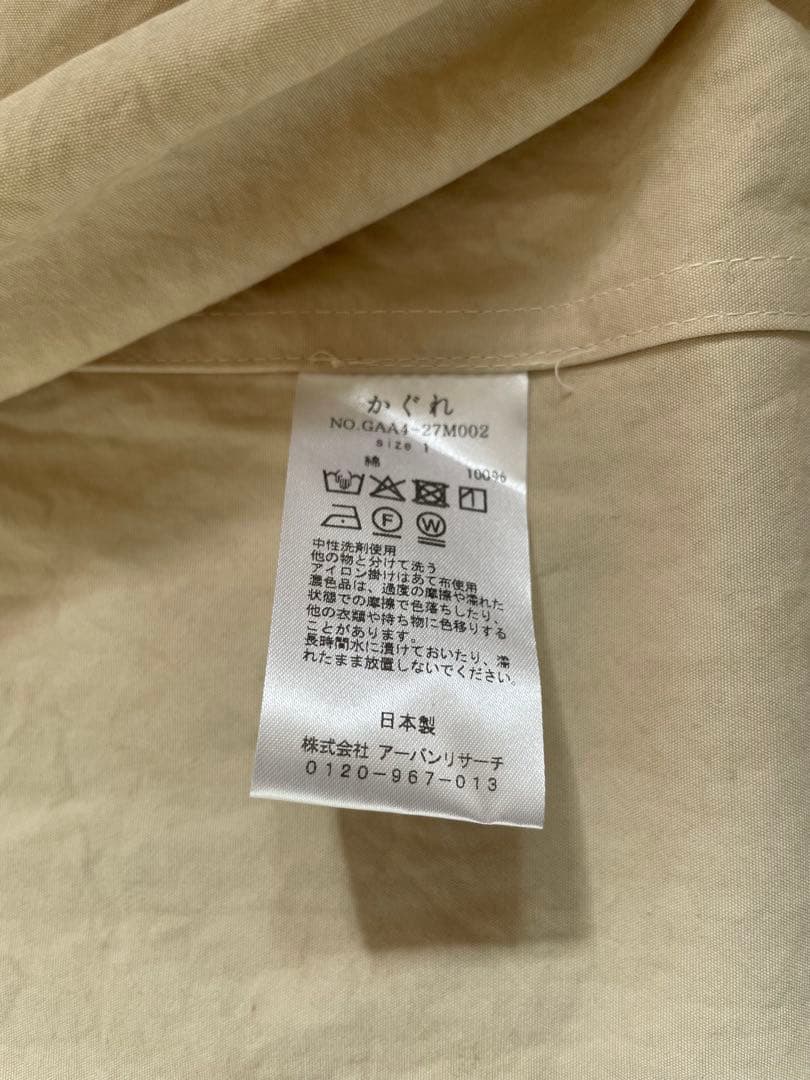 かぐれ
NO.GAA4-27M002
size 1
綿 100%
F W
中性洗剤使用
他の物と分けて洗う
アイロン掛けはあて布使用
濃色品は、過度の摩擦や濡れた
状態での摩擦で色落ちしたり、
他の衣類や持ち物に色移りする
ことがあります。
長時間水に漬けておいたり、濡
れたまま放置しないでください。
日本製
株式会社 アーバンリサーチ
0120-967-013